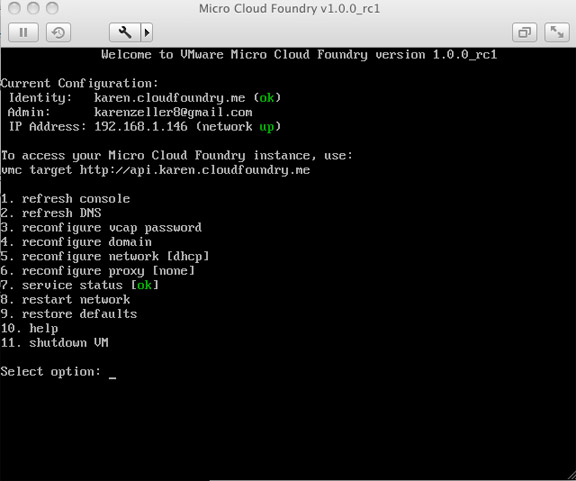 Micro Cloud Foundry v1.0.0_rc1
Welcome to VMware Micro Cloud Foundry version 1.0.0_rc1
Current Configuration:
Identity: karen.cloudfoundry.me (ok)
Admin: karenzeller8@gmail.com
IP Address: 192.168.1.146 (network up)
To access your Micro Cloud Foundry instance, use:
vmc target http://api.karen.cloudfoundry.me
1. refresh console
2. refresh DNS
3. reconfigure vcap password
4. reconfigure domain
5. reconfigure network [dhcp]
6. reconfigure proxy [none]
7. service status [ok]
8. restart network
9. restore defaults
10. help
11. shutdown VM
Select option: _